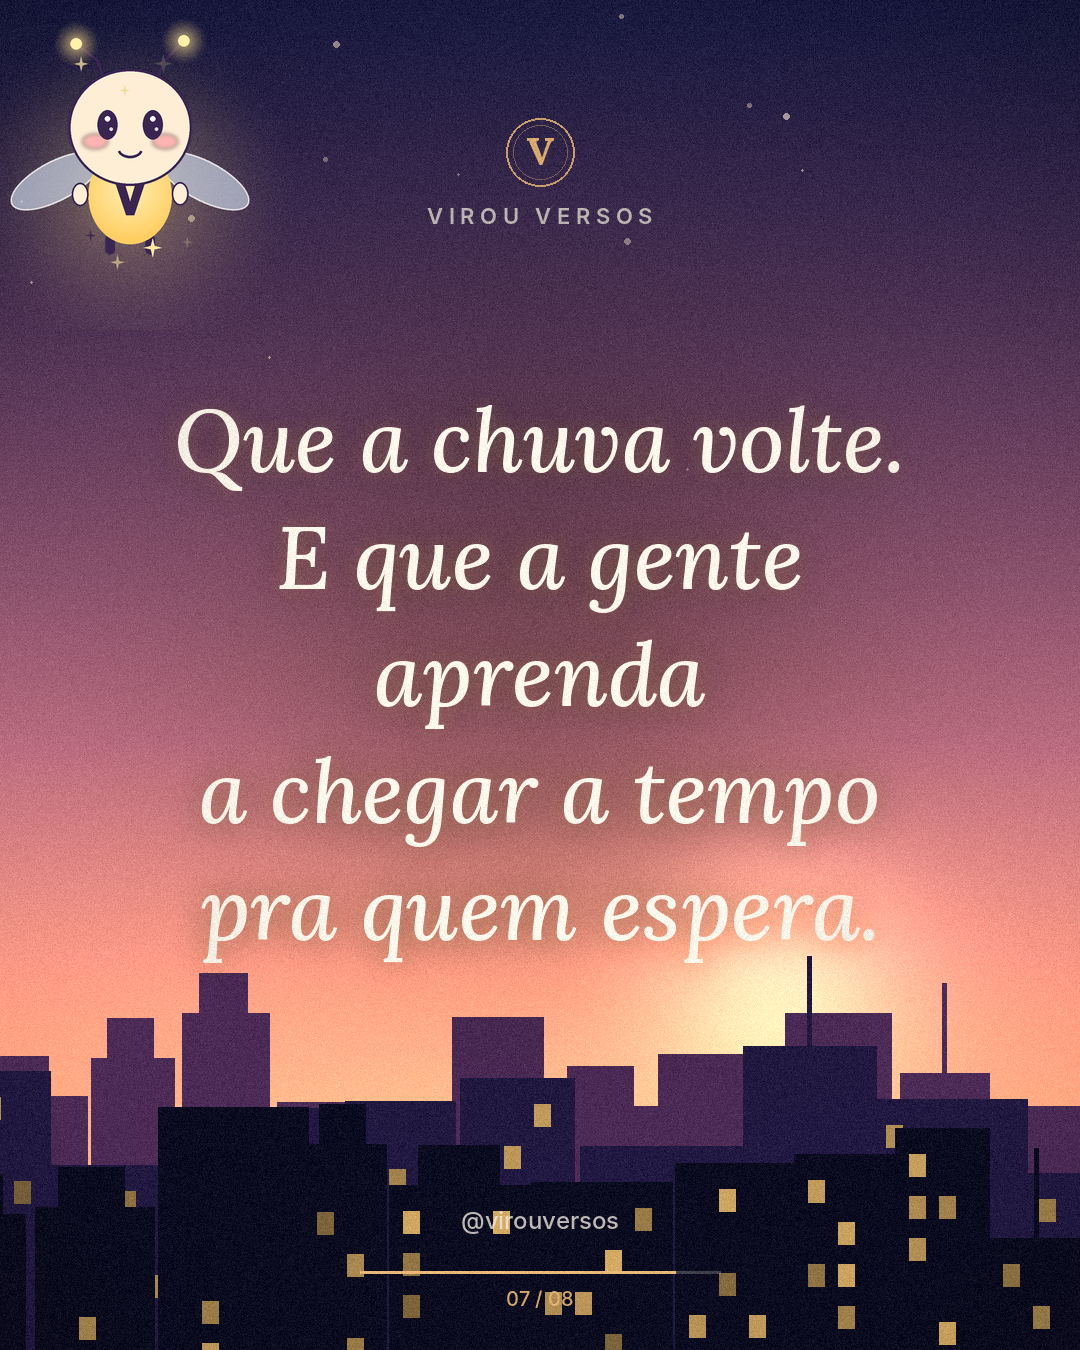 V
VIROU VERSOS
V
Que a chuva volte.
E que a gente
aprenda
a chegar a tempo
pra quem espera.
@virouversos
07 / 08